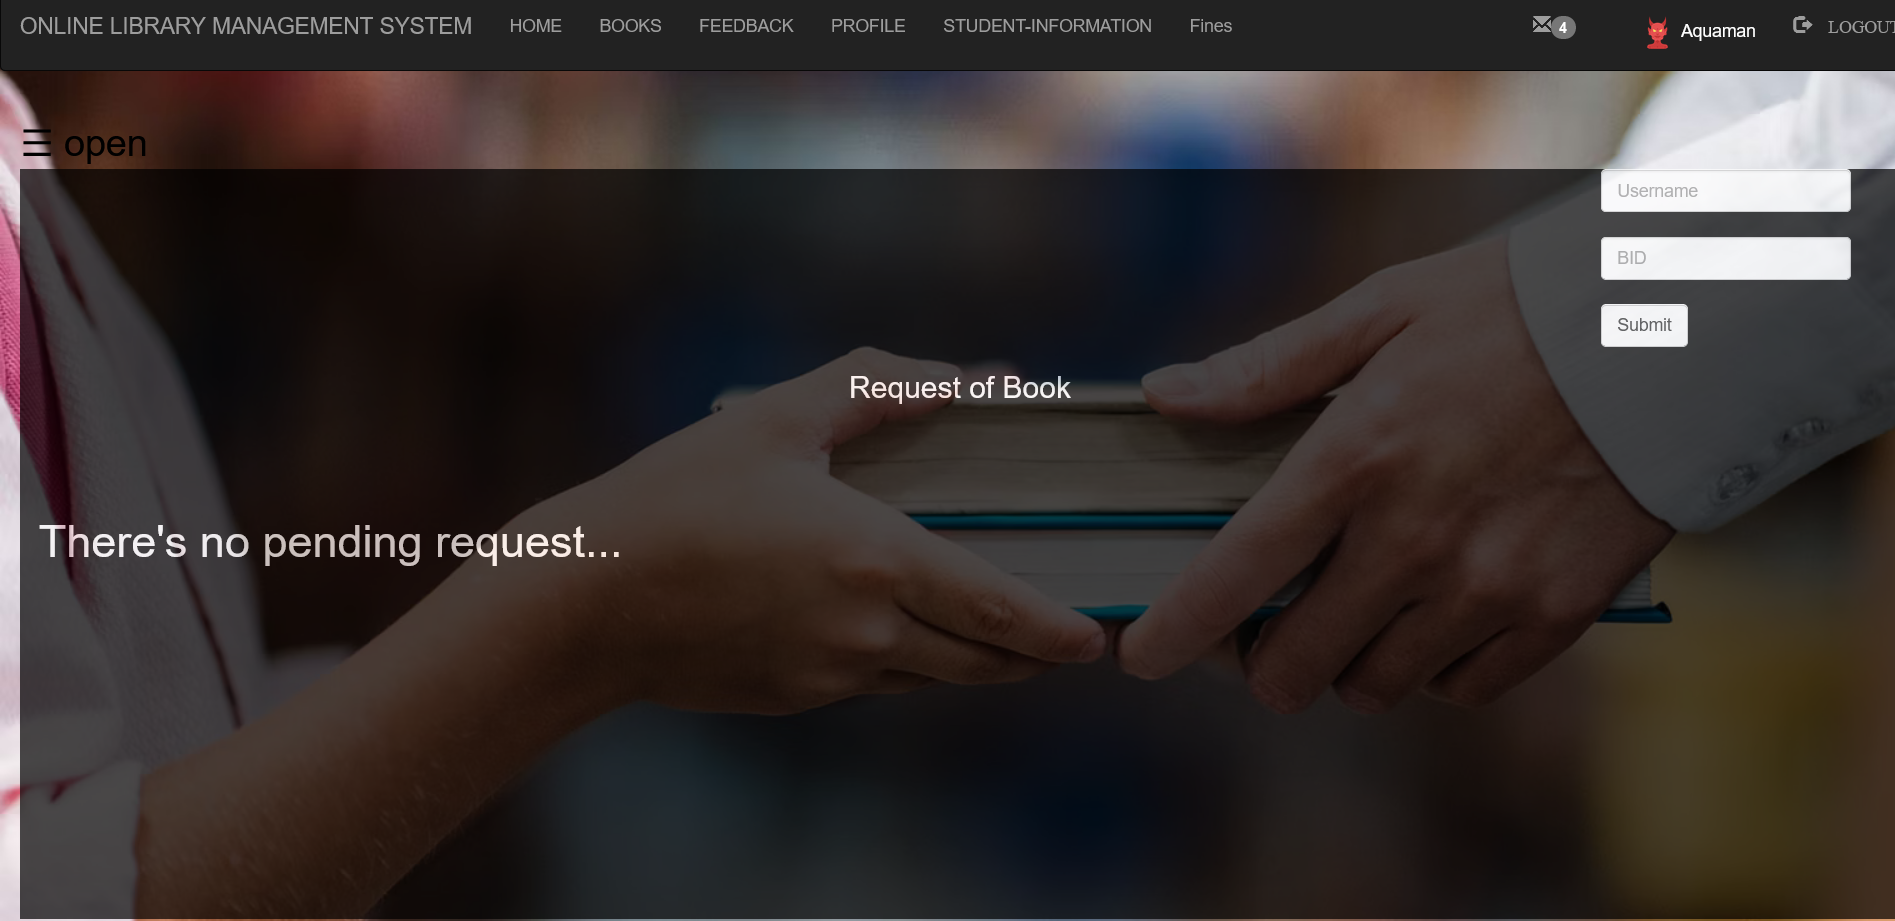 ONLINE LIBRARY MANAGEMENT SYSTEM HOME BOOKS FEEDBACK PROFILE STUDENT-INFORMATION Fines 4 Aquaman LOGOUT
☰ open
Username
BID
Submit
Request of Book
There's no pending request...